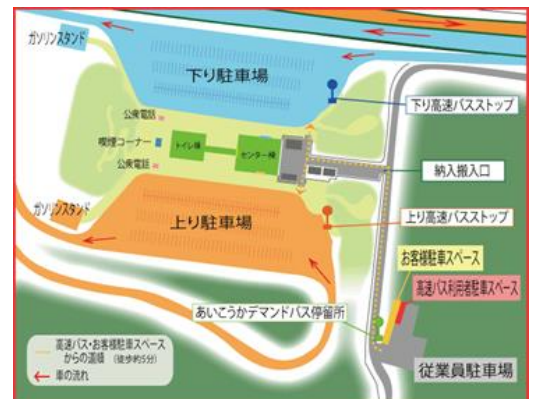 ガソリンスタンド
下り駐車場
公衆電話
喫煙コーナー
トイレ棟
センター棟
公衆電話
下り高速バスストップ
納入搬入口
ガソリンスタンド
上り駐車場
上り高速バスストップ
お客様駐車スペース
高速バス利用者駐車スペース
あいこうかデマンドバス停留所
従業員駐車場
高速バス・お客様駐車スペース
からの道順 (徒歩約5分)
車の流れ